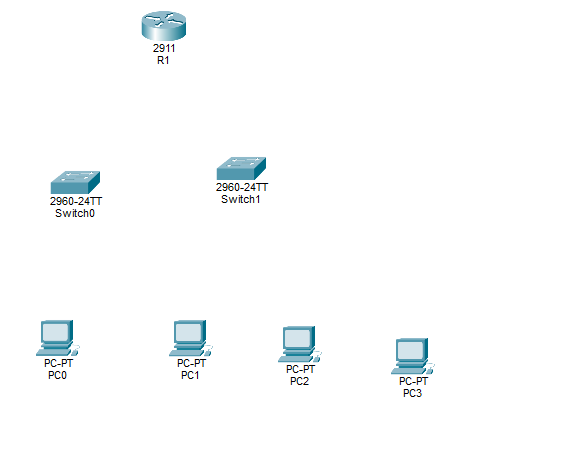 2911
R1
2960-24TT
Switch0
2960-24TT
Switch1
PC-PT
PC0
PC-PT
PC1
PC-PT
PC2
PC-PT
PC3